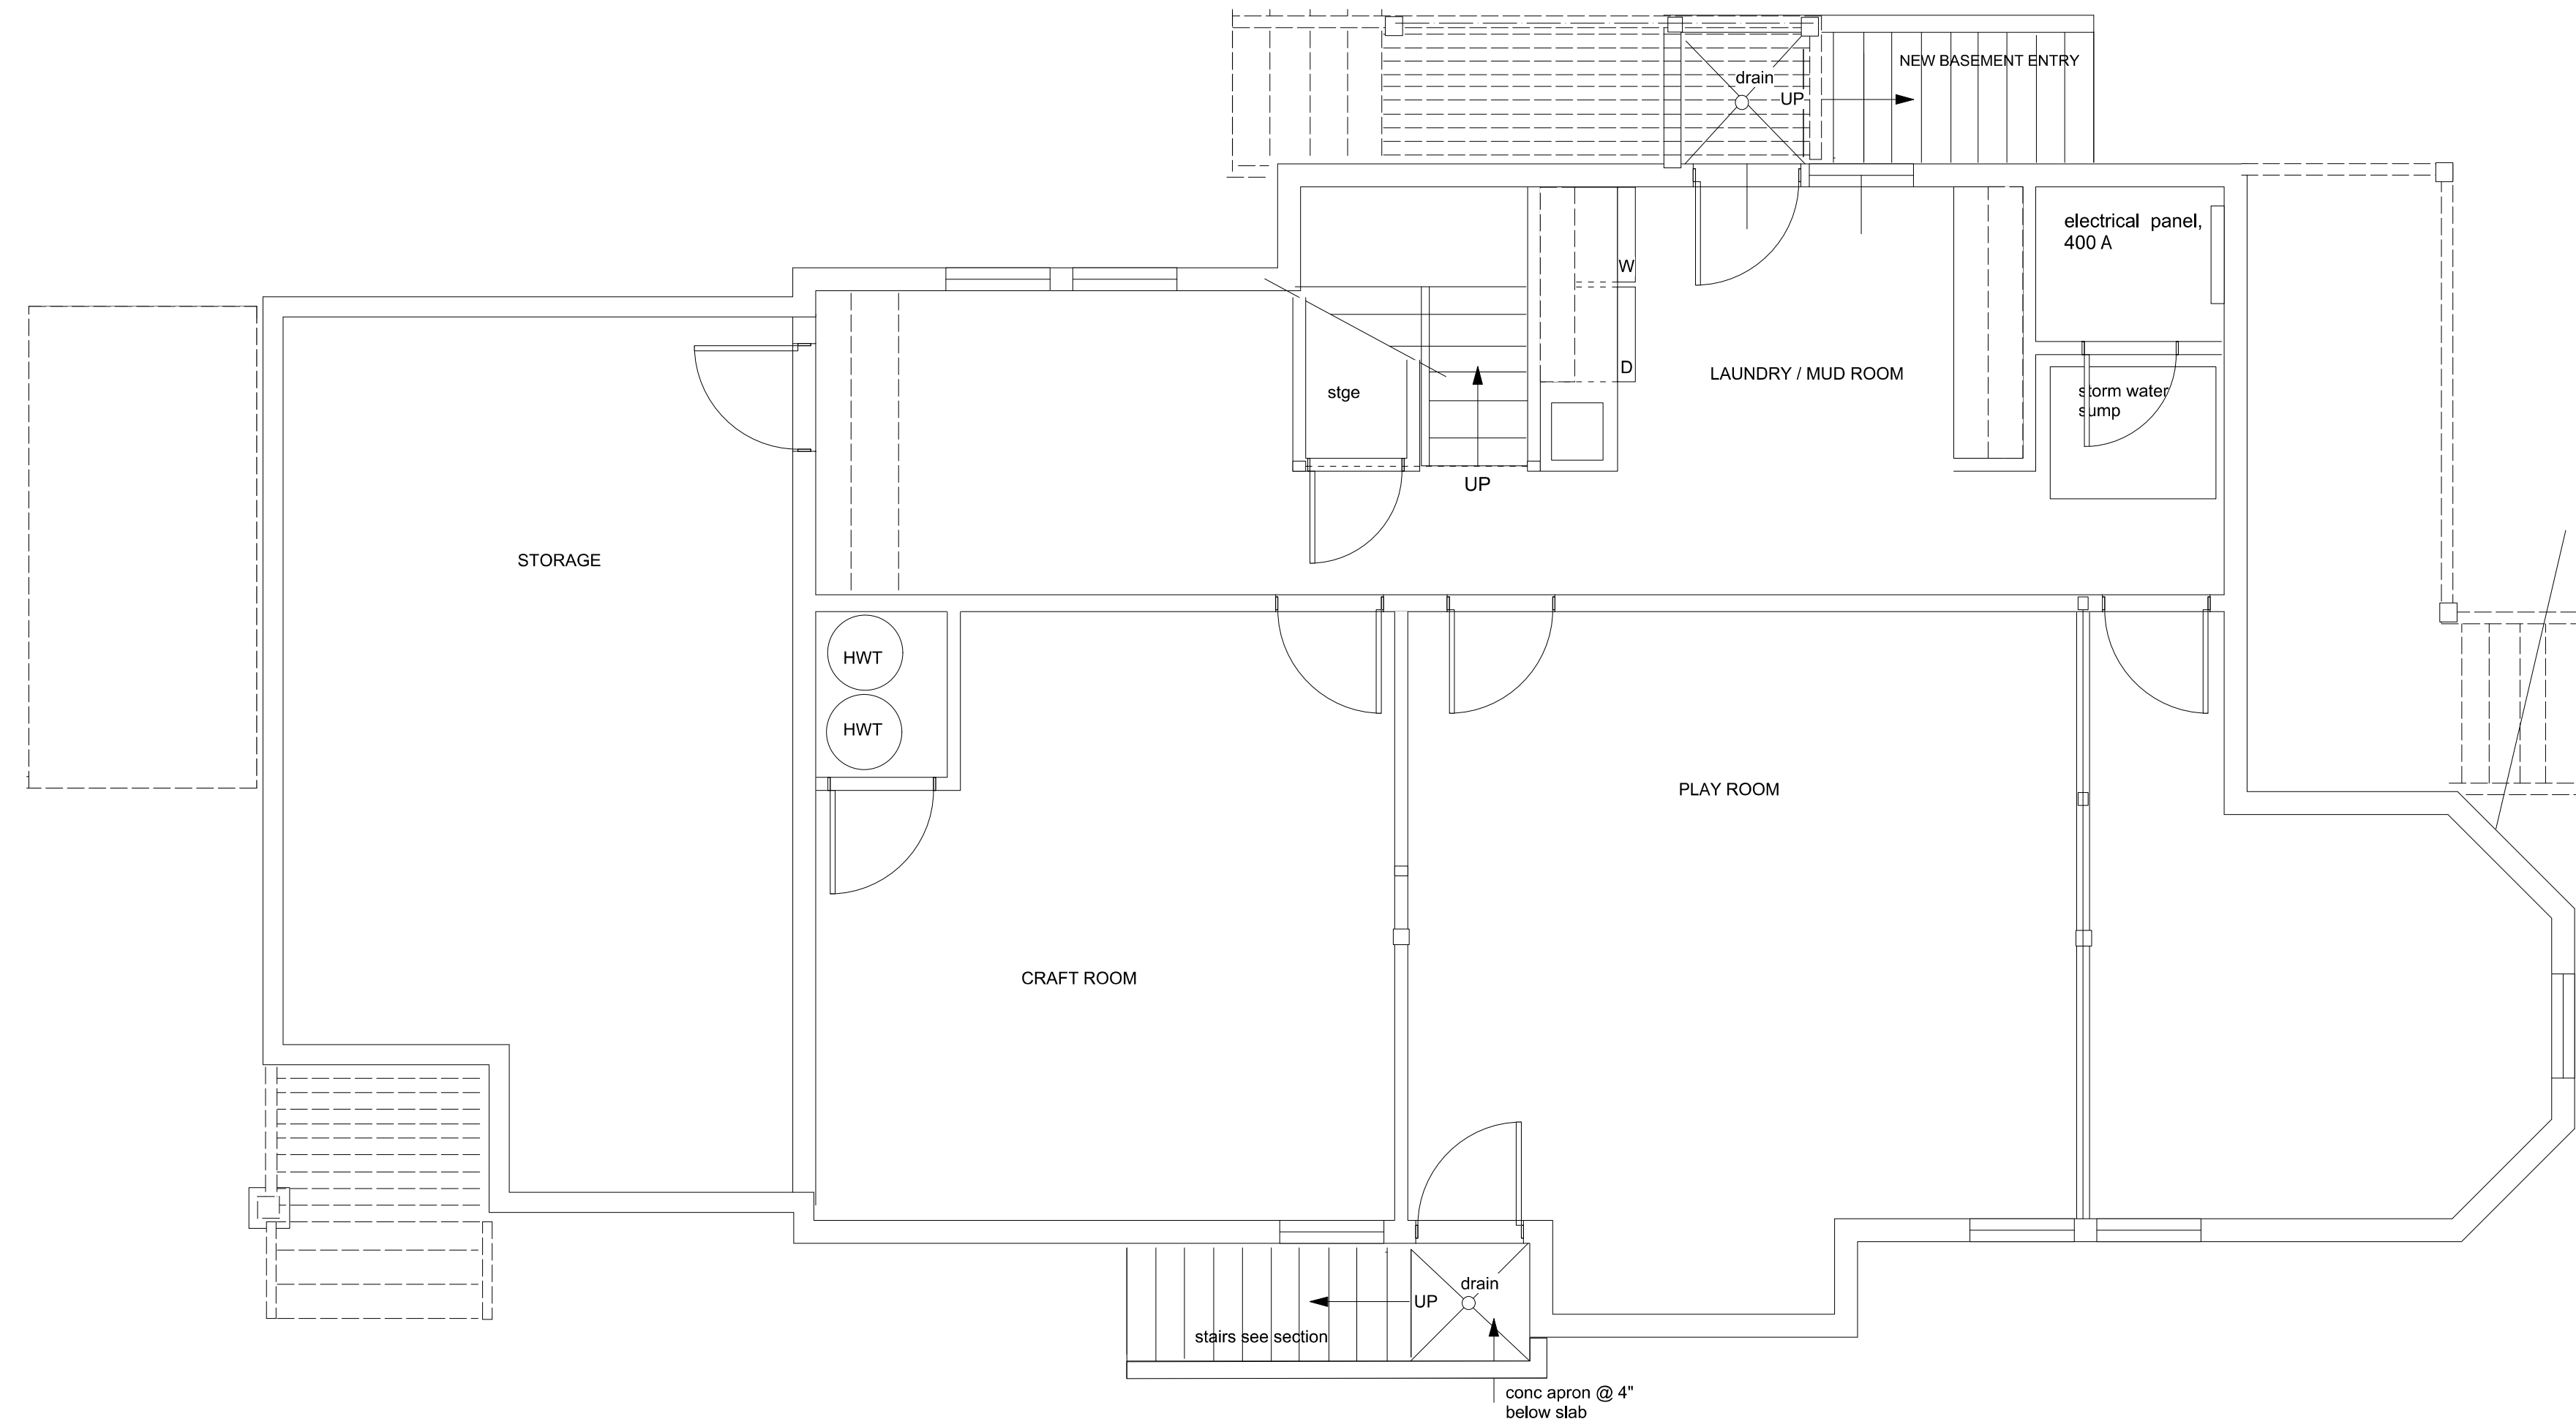 NEW BASEMENT ENTRY
drain
UP
electrical panel,
400 A
W
D
LAUNDRY / MUD ROOM
stge
storm water
sump
UP
STORAGE
HWT
HWT
PLAY ROOM
CRAFT ROOM
drain
UP
stairs see section
conc apron @ 4"
below slab